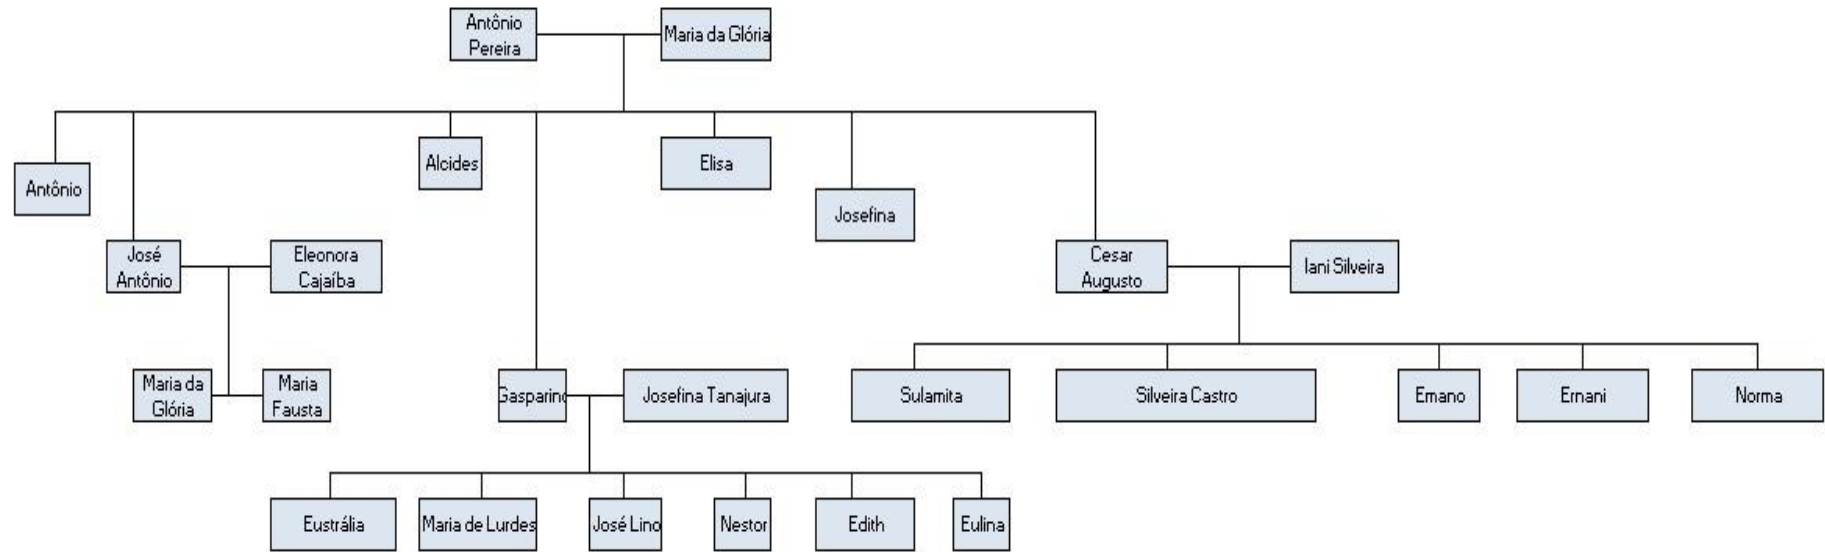 Antônio
Pereira
Maria da Glória
Alcides
Elisa
Antônio
Josefina
José
Antônio
Eleonora
Cajaíba
Cesar
Augusto
Iani Silveira
Maria da
Glória
Maria
Fausta
Gasparino
Josefina Tanajura
Sulamita
Silveira Castro
Emano
Ernani
Norma
Eustrália
Maria de Lurdes
José Lino
Nestor
Edith
Eulina